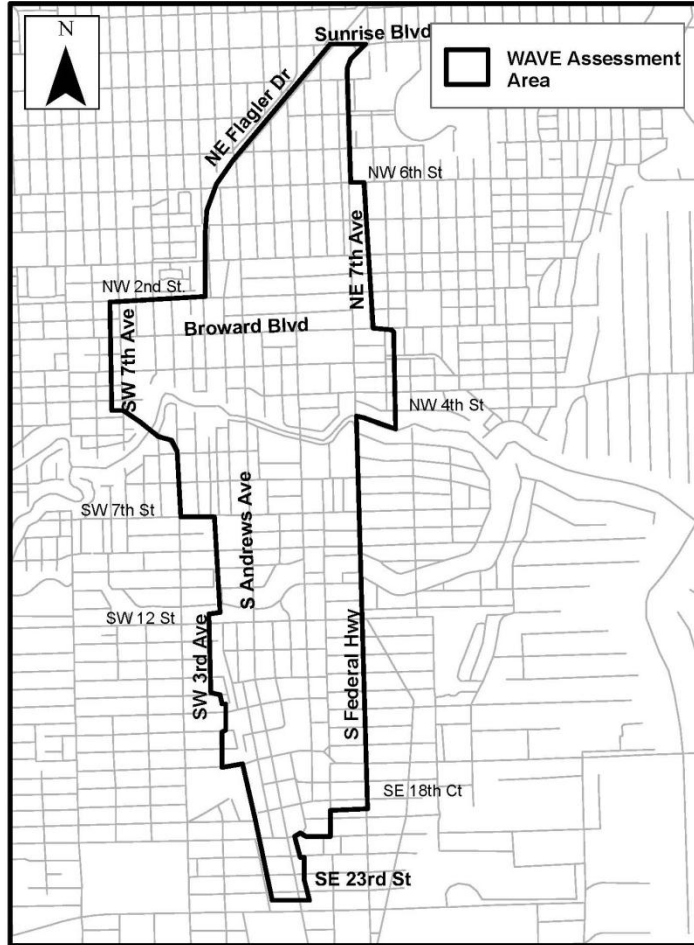 N
Sunrise Blvd
WAVE Assessment
Area
NE Flagler Dr
NW 6th St
NE 7th Ave
NW 2nd St.
Broward Blvd
SW 7th Ave
NW 4th St
SW 7th St
S Andrews Ave
SW 12 St
SW 3rd Ave
S Federal Hwy
SE 18th Ct
SE 23rd St